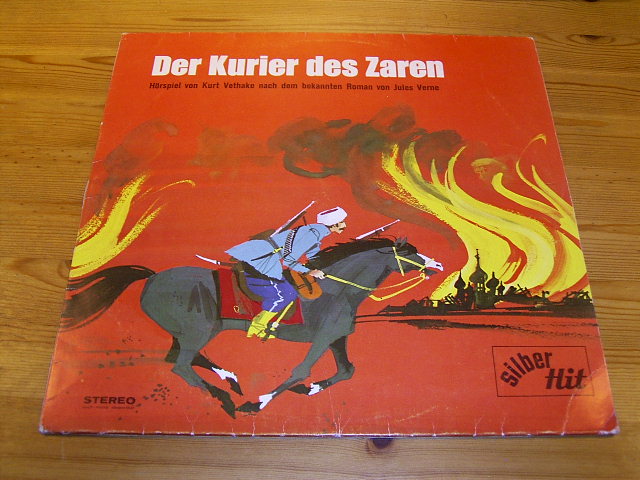 Der Kurier des Zaren
Hörspiel von Kurt Vethake nach dem bekannten Roman von Jules Verne
STEREO
silber
Hit